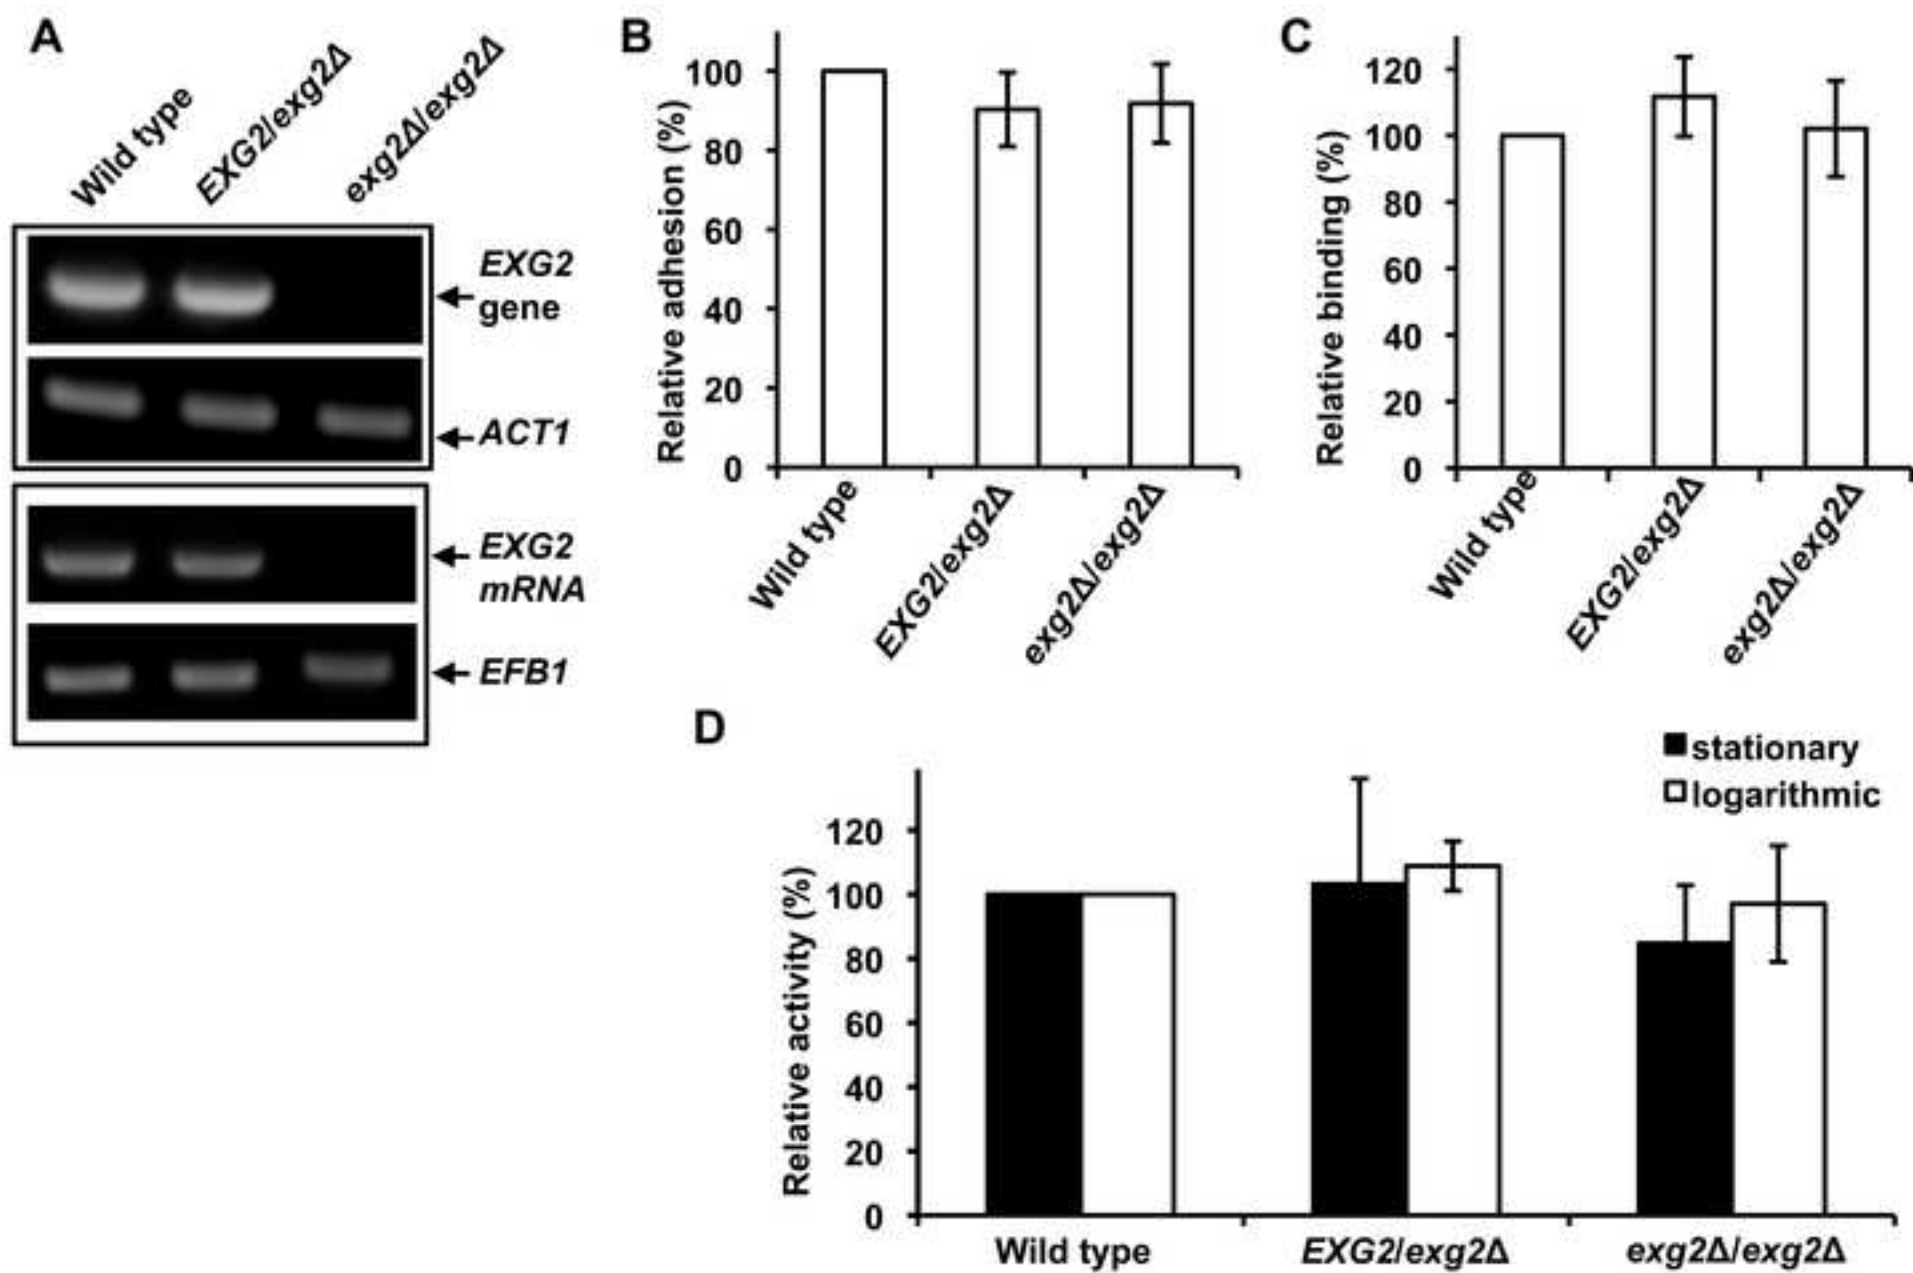 A
Wild type
EXG2/exg2Δ
exg2Δ/exg2Δ
EXG2
gene
ACT1
EXG2
mRNA
EFB1
B
Relative adhesion (%)
100
80
60
40
20
0
Wild type
EXG2/exg2Δ
exg2Δ/exg2Δ
C
Relative binding (%)
120
100
80
60
40
20
0
Wild type
EXG2/exg2Δ
exg2Δ/exg2Δ
D
stationary
logarithmic
Relative activity (%)
120
100
80
60
40
20
0
Wild type
EXG2/exg2Δ
exg2Δ/exg2Δ